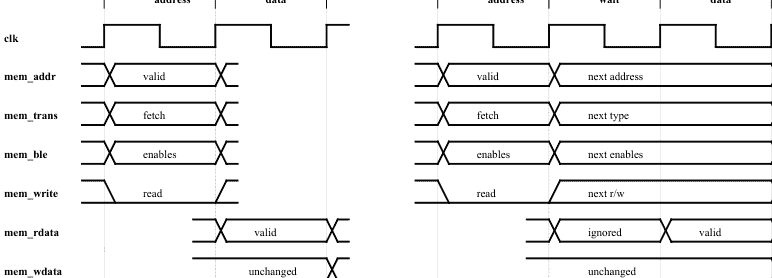 address data address wait data
clk
mem_addr valid valid next address
mem_trans fetch fetch next type
mem_ble enables enables next enables
mem_write read read next r/w
mem_rdata valid ignored valid
mem_wdata unchanged unchanged